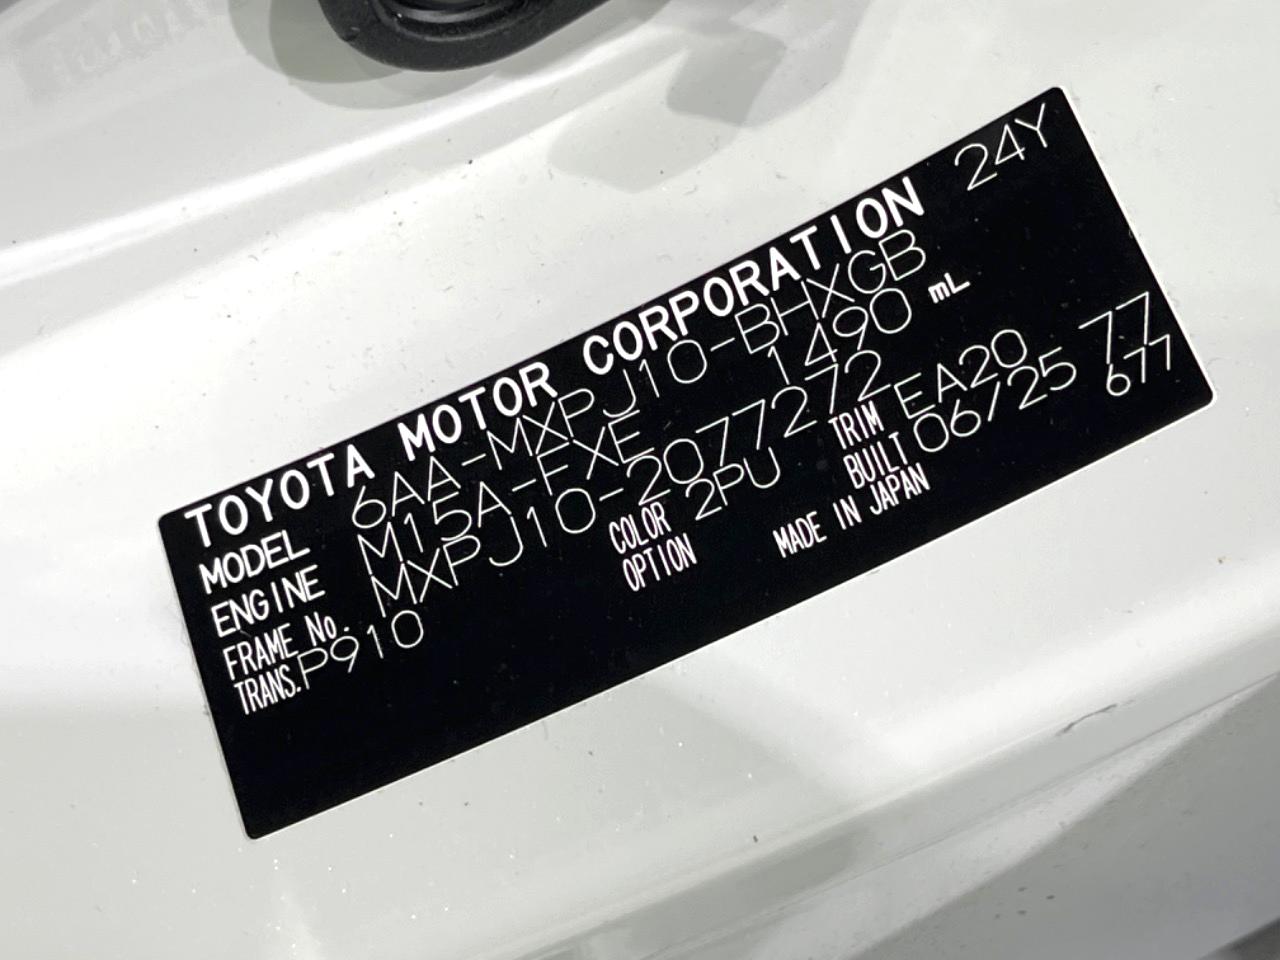 TOYOTA MOTOR CORPORATION 24Y
MODEL 6AA-MXPJ10-BHXGB
ENGINE M15A-FXE 1490 mL
FRAME No. MXPJ10-2077272
TRANS. P910 COLOR 2PU TRIM EA20 77
OPTION BUILT 06/25 677
MADE IN JAPAN